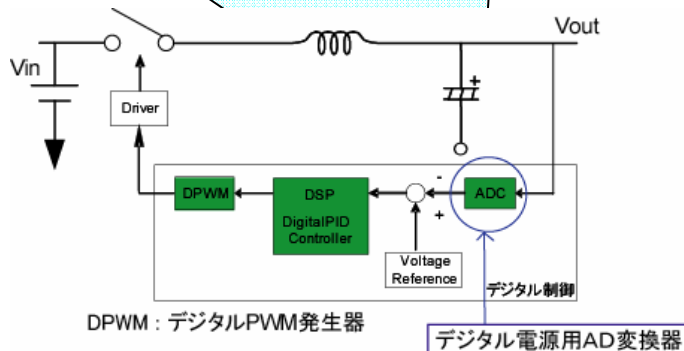 Vout
Vin
+
Driver
-
DPWM
DSP
DigitalPID
Controller
ADC
+
Voltage
Reference
デジタル制御
DPWM：デジタルPWM発生器
デジタル電源用AD変換器